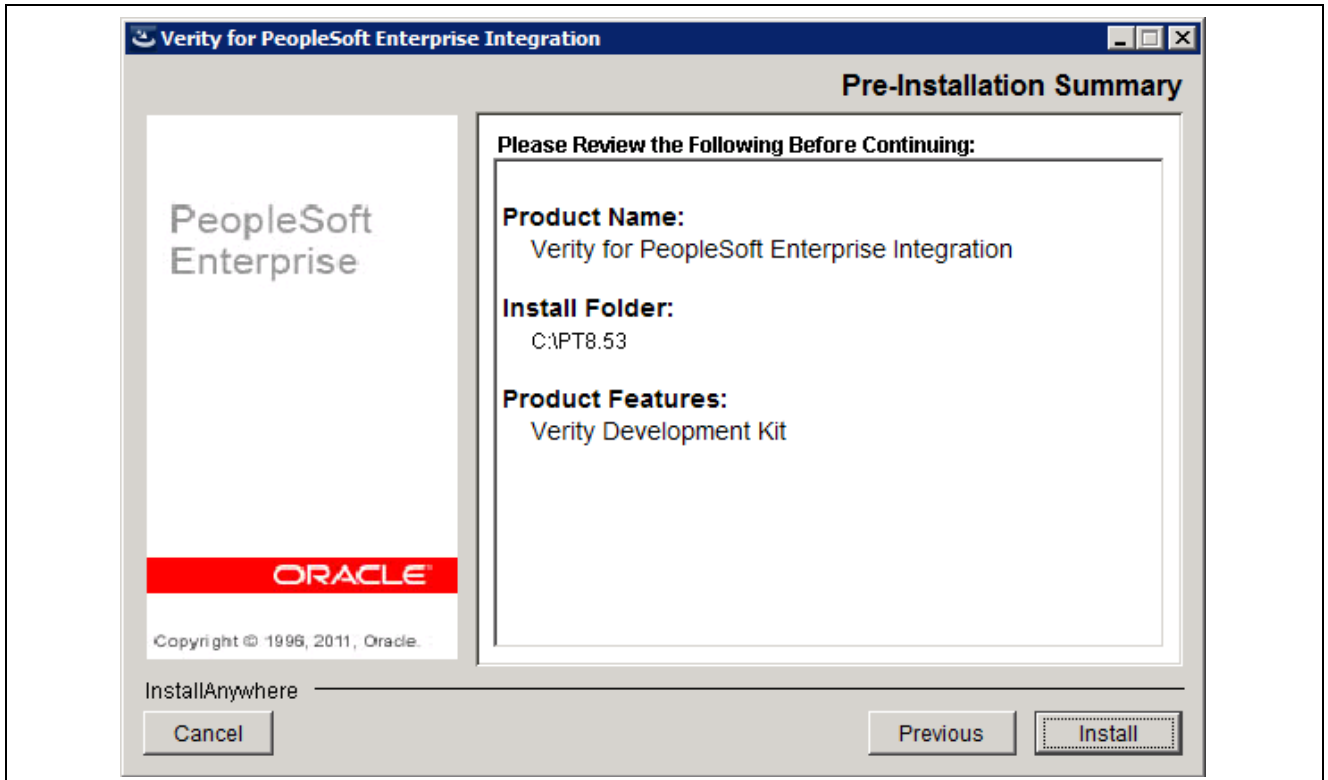 Verity for PeopleSoft Enterprise Integration
Pre-Installation Summary
PeopleSoft
Enterprise
ORACLE
Copyright © 1996, 2011, Oracle.
Please Review the Following Before Continuing:
Product Name:
Verity for PeopleSoft Enterprise Integration
Install Folder:
C:\PT8.53
Product Features:
Verity Development Kit
InstallAnywhere
Cancel
Previous
Install